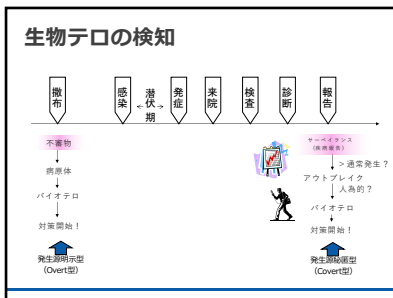 生物テロの検知
撒布
感染
潜伏期
発症
来院
検査
診断
報告
不審物
病原体
バイオテロ
対策開始！
発生源明示型
（Overt型）
サーベイランス
(疾病報告)
＞通常発生？
アウトブレイク
人為的？
バイオテロ
対策開始！
発生源秘匿型
（Covert型）